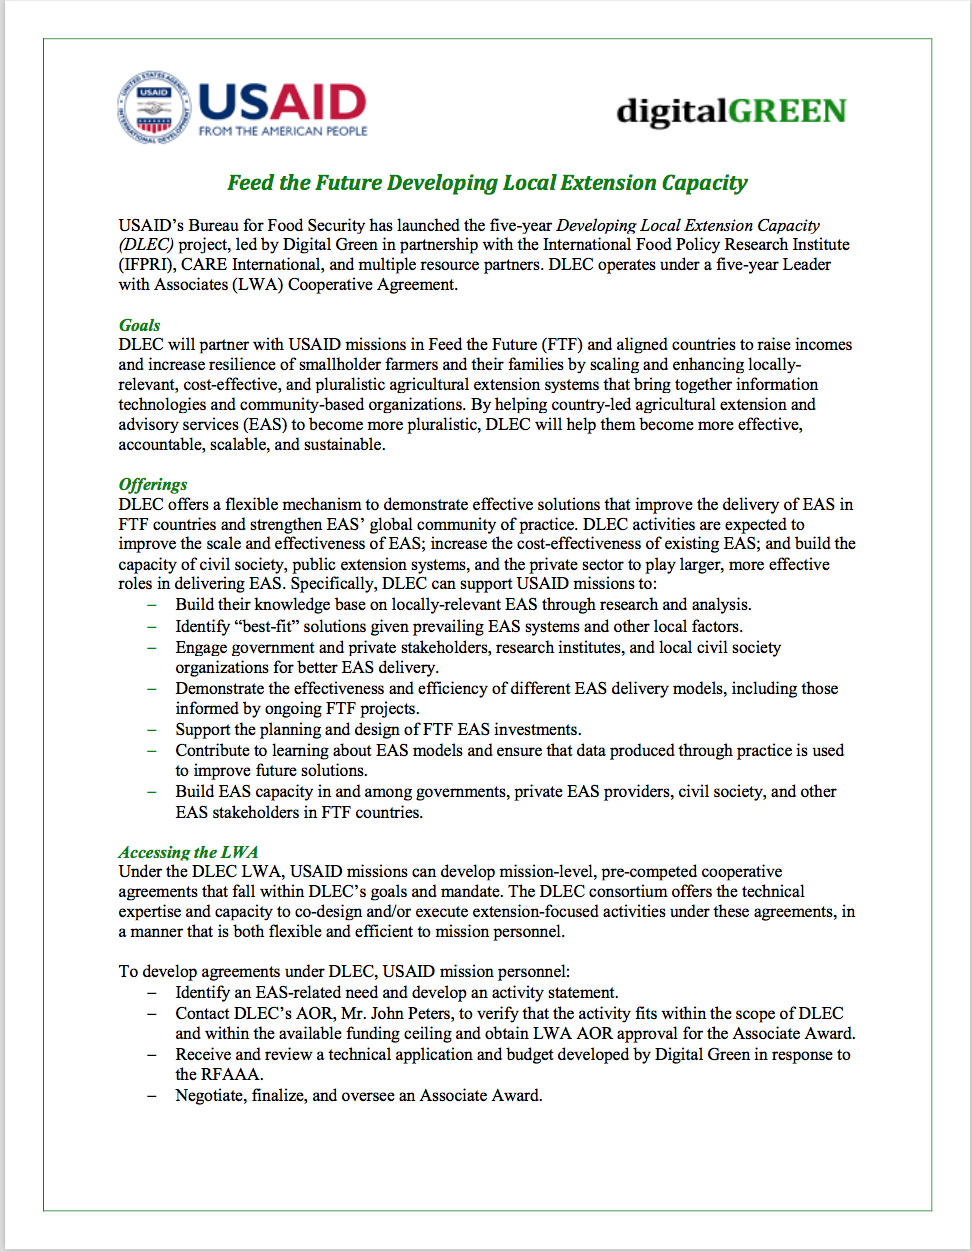 UNITED STATES AGENCY
USAID
INTERNATIONAL DEVELOPMENT
USAID
FROM THE AMERICAN PEOPLE
digitalGREEN
Feed the Future Developing Local Extension Capacity
USAID's Bureau for Food Security has launched the five-year Developing Local Extension Capacity
(DLEC) project, led by Digital Green in partnership with the International Food Policy Research Institute
(IFPRI), CARE International, and multiple resource partners. DLEC operates under a five-year Leader
with Associates (LWA) Cooperative Agreement.
Goals
DLEC will partner with USAID missions in Feed the Future (FTF) and aligned countries to raise incomes
and increase resilience of smallholder farmers and their families by scaling and enhancing locally-
relevant, cost-effective, and pluralistic agricultural extension systems that bring together information
technologies and community-based organizations. By helping country-led agricultural extension and
advisory services (EAS) to become more pluralistic, DLEC will help them become more effective,
accountable, scalable, and sustainable.
Offerings
DLEC offers a flexible mechanism to demonstrate effective solutions that improve the delivery of EAS in
FTF countries and strengthen EAS' global community of practice. DLEC activities are expected to
improve the scale and effectiveness of EAS; increase the cost-effectiveness of existing EAS; and build the
capacity of civil society, public extension systems, and the private sector to play larger, more effective
roles in delivering EAS. Specifically, DLEC can support USAID missions to:
– Build their knowledge base on locally-relevant EAS through research and analysis.
– Identify “best-fit” solutions given prevailing EAS systems and other local factors.
– Engage government and private stakeholders, research institutes, and local civil society
organizations for better EAS delivery.
– Demonstrate the effectiveness and efficiency of different EAS delivery models, including those
informed by ongoing FTF projects.
– Support the planning and design of FTF EAS investments.
– Contribute to learning about EAS models and ensure that data produced through practice is used
to improve future solutions.
– Build EAS capacity in and among governments, private EAS providers, civil society, and other
EAS stakeholders in FTF countries.
Accessing the LWA
Under the DLEC LWA, USAID missions can develop mission-level, pre-competed cooperative
agreements that fall within DLEC's goals and mandate. The DLEC consortium offers the technical
expertise and capacity to co-design and/or execute extension-focused activities under these agreements, in
a manner that is both flexible and efficient to mission personnel.
To develop agreements under DLEC, USAID mission personnel:
– Identify an EAS-related need and develop an activity statement.
– Contact DLEC's AOR, Mr. John Peters, to verify that the activity fits within the scope of DLEC
and within the available funding ceiling and obtain LWA AOR approval for the Associate Award.
– Receive and review a technical application and budget developed by Digital Green in response to
the RFAAA.
– Negotiate, finalize, and oversee an Associate Award.